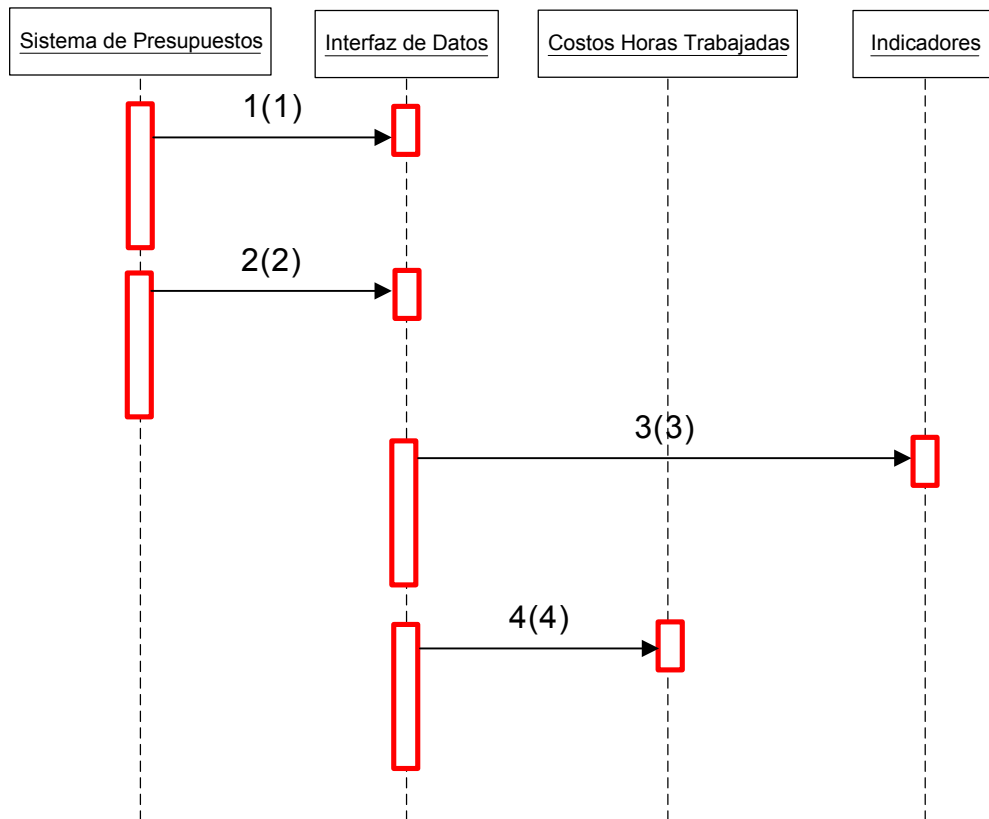 Sistema de Presupuestos
Interfaz de Datos
Costos Horas Trabajadas
Indicadores
1(1)
2(2)
3(3)
4(4)